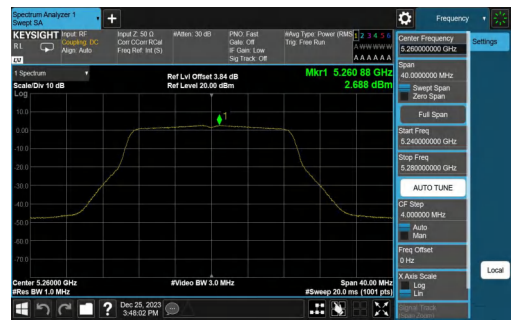 Spectrum Analyzer 1
Swept SA
Frequency
KEYSIGHT
RL
Input: RF
Coupling: DC
Align: Auto
Input Z: 50 Ω
Corr CCorr RCal
Freq Ref: Int (S)
#Atten: 30 dB
PNO: Fast
Gate: Off
IF Gain: Low
Sig Track: Off
#Avg Type: Power (RMS
Trig: Free Run
1 2 3 4 5 6
A W W W W W
A A A A A A
LV
1 Spectrum
Scale/Div 10 dB
Log
Ref Lvl Offset 3.84 dB
Ref Level 20.00 dBm
Mkr1 5.260 88 GHz
2.688 dBm
1
10.0
0.00
-10.0
-20.0
-30.0
-40.0
-50.0
-60.0
-70.0
Center 5.26000 GHz
#Res BW 1.0 MHz
#Video BW 3.0 MHz
Span 40.00 MHz
#Sweep 20.0 ms (1001 pts)
Dec 25, 2023
3:48:02 PM
Center Frequency
5.260000000 GHz
Settings
Span
40.0000000 MHz
Swept Span
Zero Span
Full Span
Start Freq
5.240000000 GHz
Stop Freq
5.280000000 GHz
AUTO TUNE
CF Step
4.000000 MHz
Auto
Man
Freq Offset
0 Hz
X Axis Scale
Log
Lin
Local
Signal Track